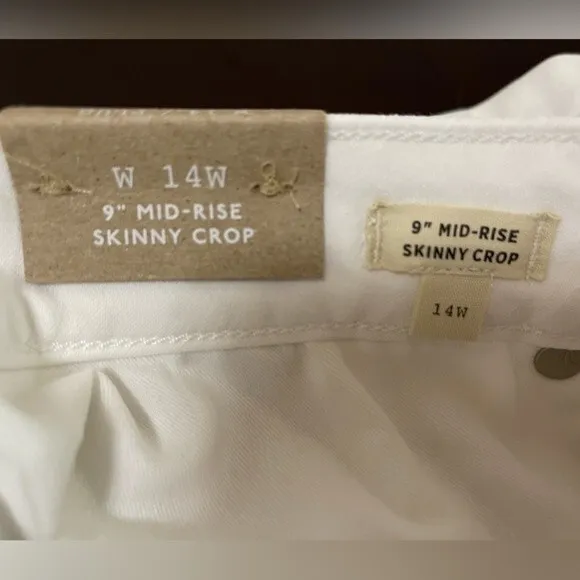 W 14W
9" MID-RISE
SKINNY CROP
9" MID-RISE
SKINNY CROP
14W